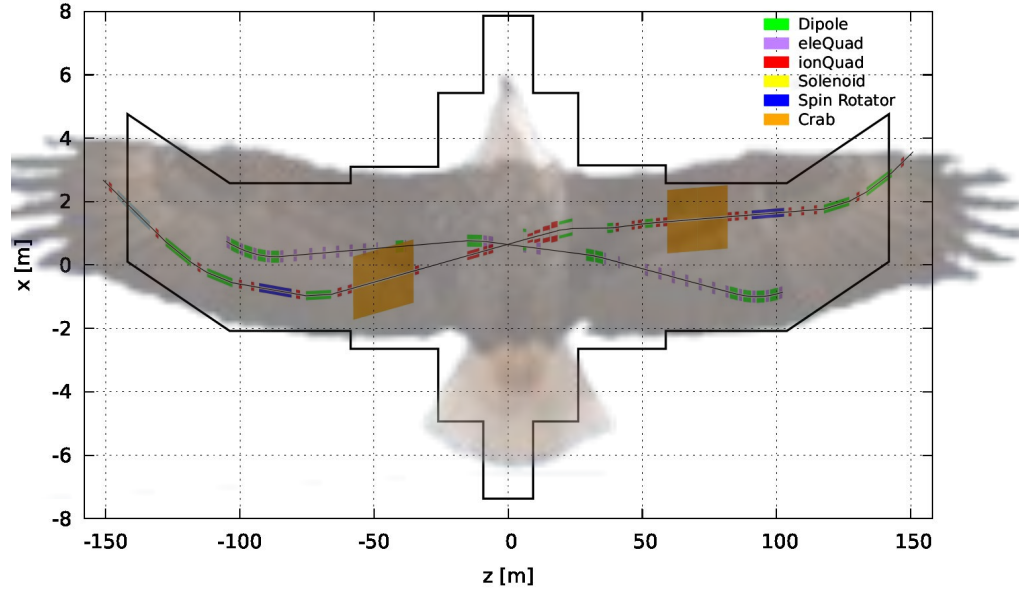 8
6
4
2
0
-2
-4
-6
-8
x [m]
Dipole
eleQuad
ionQuad
Solenoid
Spin Rotator
Crab
-150 -100 -50 0 50 100 150
z [m]